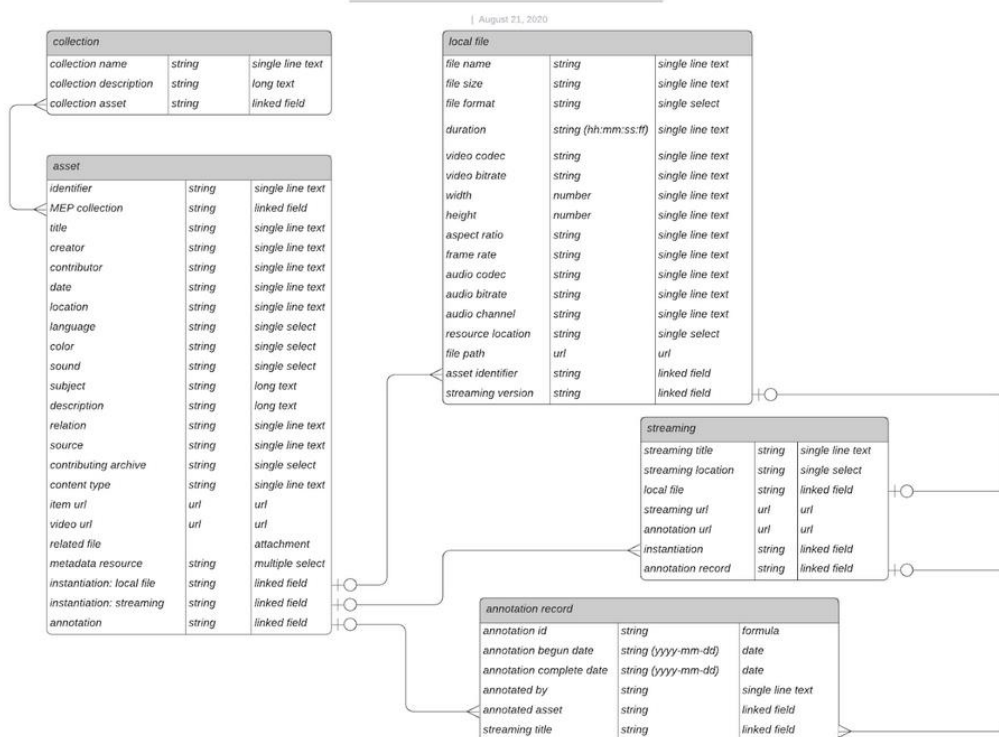 | August 21, 2020
collection
collection name string single line text
collection description string long text
collection asset string linked field
asset
identifier string single line text
MEP collection string linked field
title string single line text
creator string single line text
contributor string single line text
date string single line text
location string single line text
language string single select
color string single select
sound string single select
subject string long text
description string long text
relation string single line text
source string single line text
contributing archive string single select
content type string single line text
item url url url
video url url url
related file attachment
metadata resource string multiple select
instantiation: local file string linked field
instantiation: streaming string linked field
annotation string linked field
local file
file name string single line text
file size string single line text
file format string single select
duration string (hh:mm:ss:ff) single line text
video codec string single line text
video bitrate string single line text
width number single line text
height number single line text
aspect ratio string single line text
frame rate string single line text
audio codec string single line text
audio bitrate string single line text
audio channel string single line text
resource location string single select
file path url url
asset identifier string linked field
streaming version string linked field
streaming
streaming title string single line text
streaming location string single select
local file string linked field
streaming url url url
annotation url url url
instantiation string linked field
annotation record string linked field
annotation record
annotation id string formula
annotation begun date string (yyyy-mm-dd) date
annotation complete date string (yyyy-mm-dd) date
annotated by string single line text
annotated asset string linked field
streaming title string linked field